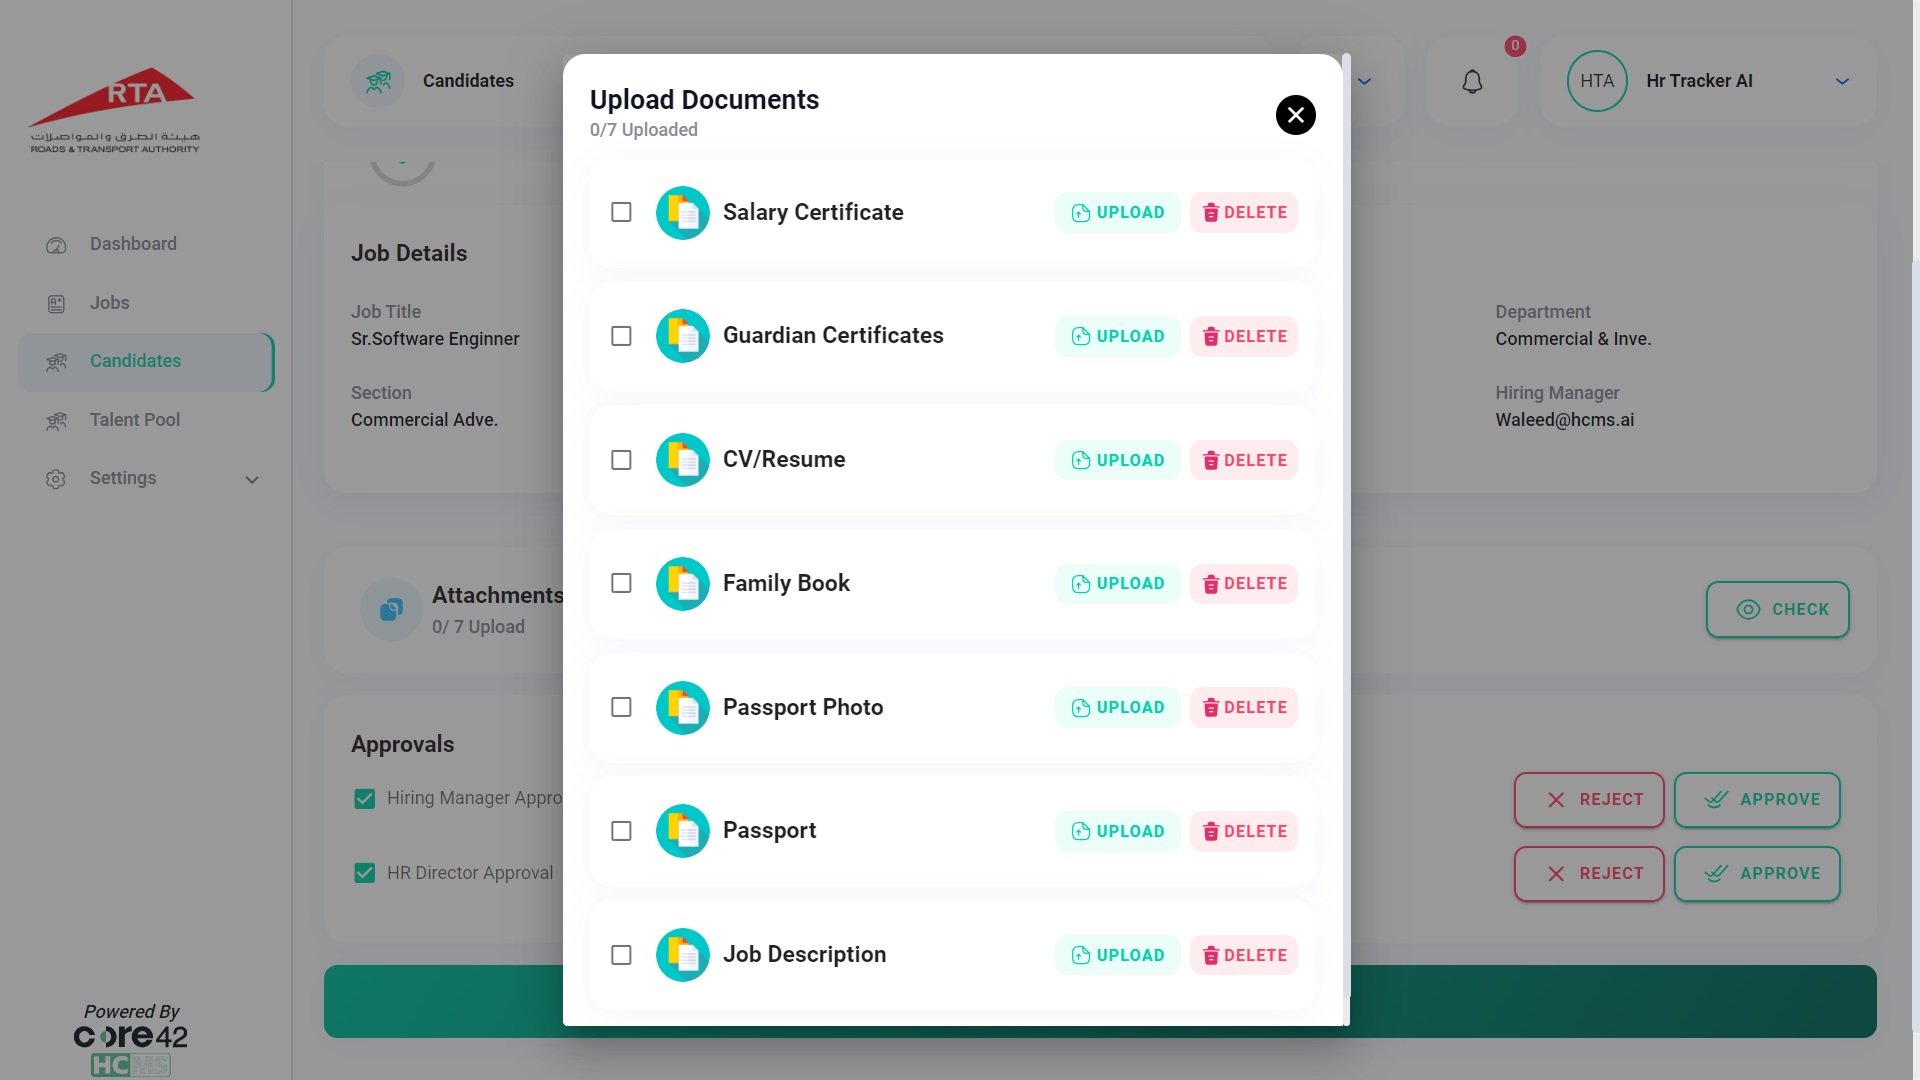 RTA
هيئة الطرق والمواصلات
ROADS & TRANSPORT AUTHORITY
Dashboard
Jobs
Candidates
Talent Pool
Settings
Powered By
core42
HCMS
Candidates
0
HTA
Hr Tracker AI
Job Details
Job Title
Sr.Software Enginner
Section
Commercial Adve.
Department
Commercial & Inve.
Hiring Manager
Waleed@hcms.ai
Attachments
0/ 7 Upload
CHECK
Approvals
Hiring Manager Appro
REJECT
APPROVE
HR Director Approval
REJECT
APPROVE
Upload Documents
0/7 Uploaded
Salary Certificate
UPLOAD
DELETE
Guardian Certificates
UPLOAD
DELETE
CV/Resume
UPLOAD
DELETE
Family Book
UPLOAD
DELETE
Passport Photo
UPLOAD
DELETE
Passport
UPLOAD
DELETE
Job Description
UPLOAD
DELETE